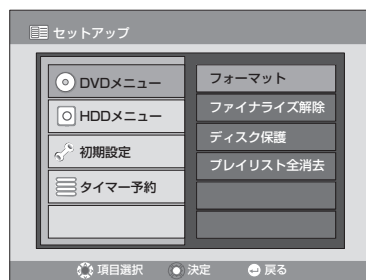 セットアップ
DVDメニュー
HDDメニュー
初期設定
タイマー予約
フォーマット
ファイナライズ解除
ディスク保護
プレイリスト全消去
項目選択 決定 戻る